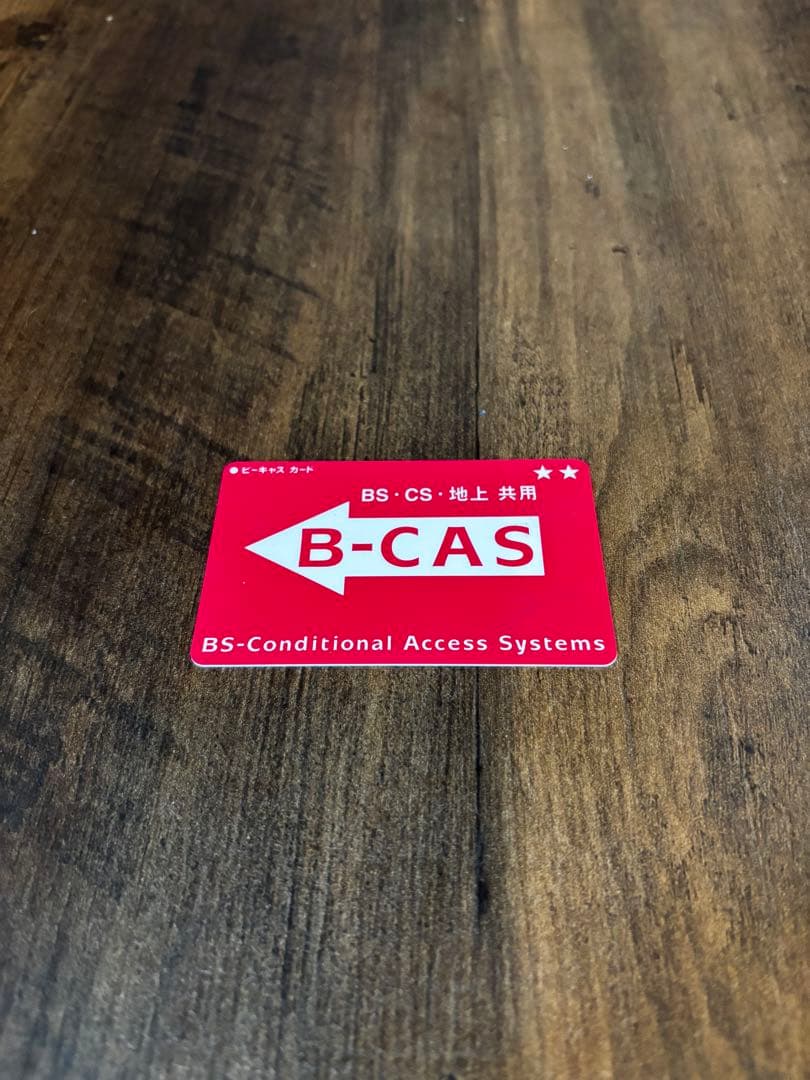 ●ビーキャス カード
★★
BS・CS・地上 共用
B-CAS
BS-Conditional Access Systems